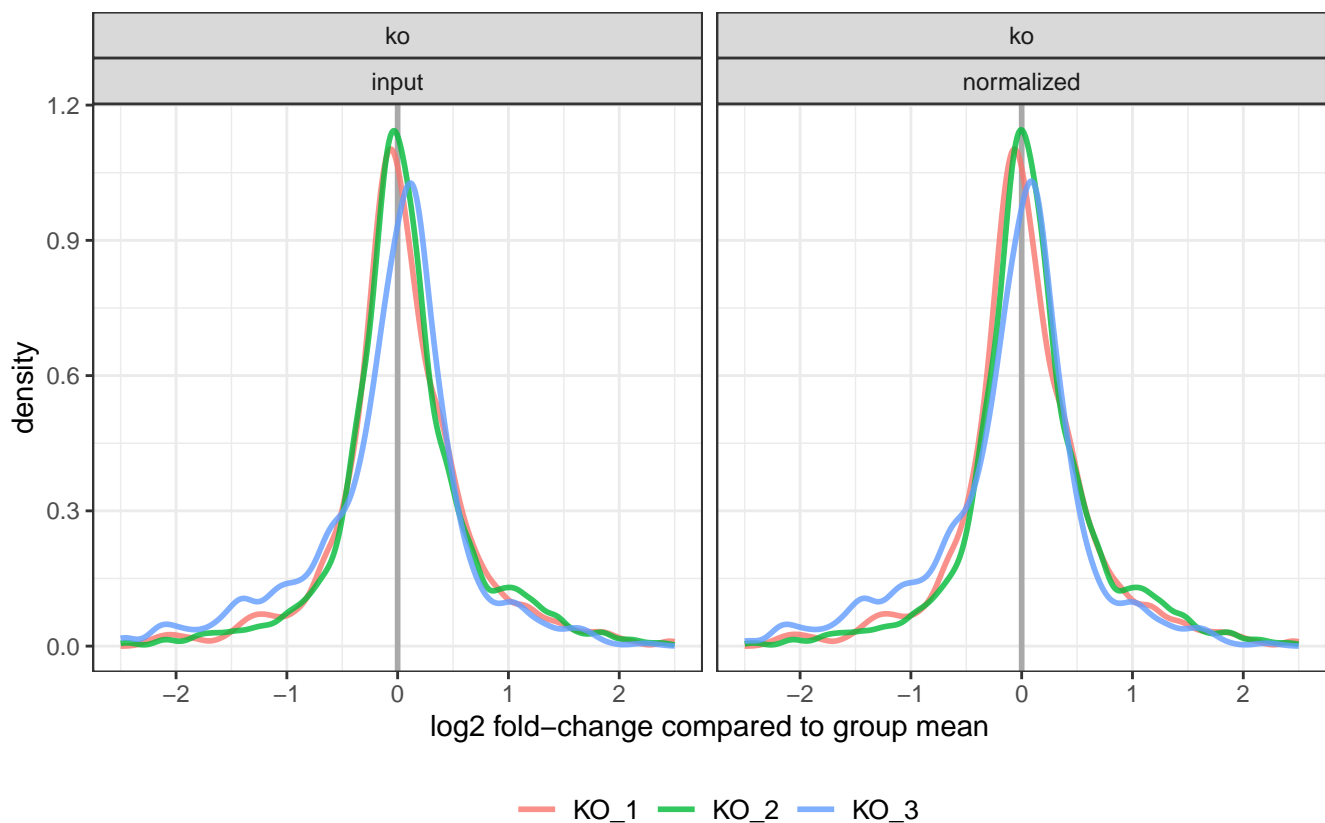 ko
ko
input
normalized
1.2
0.9
0.6
0.3
0.0
density
−2 −1 0 1 2
−2 −1 0 1 2
log2 fold−change compared to group mean
KO_1 KO_2 KO_3